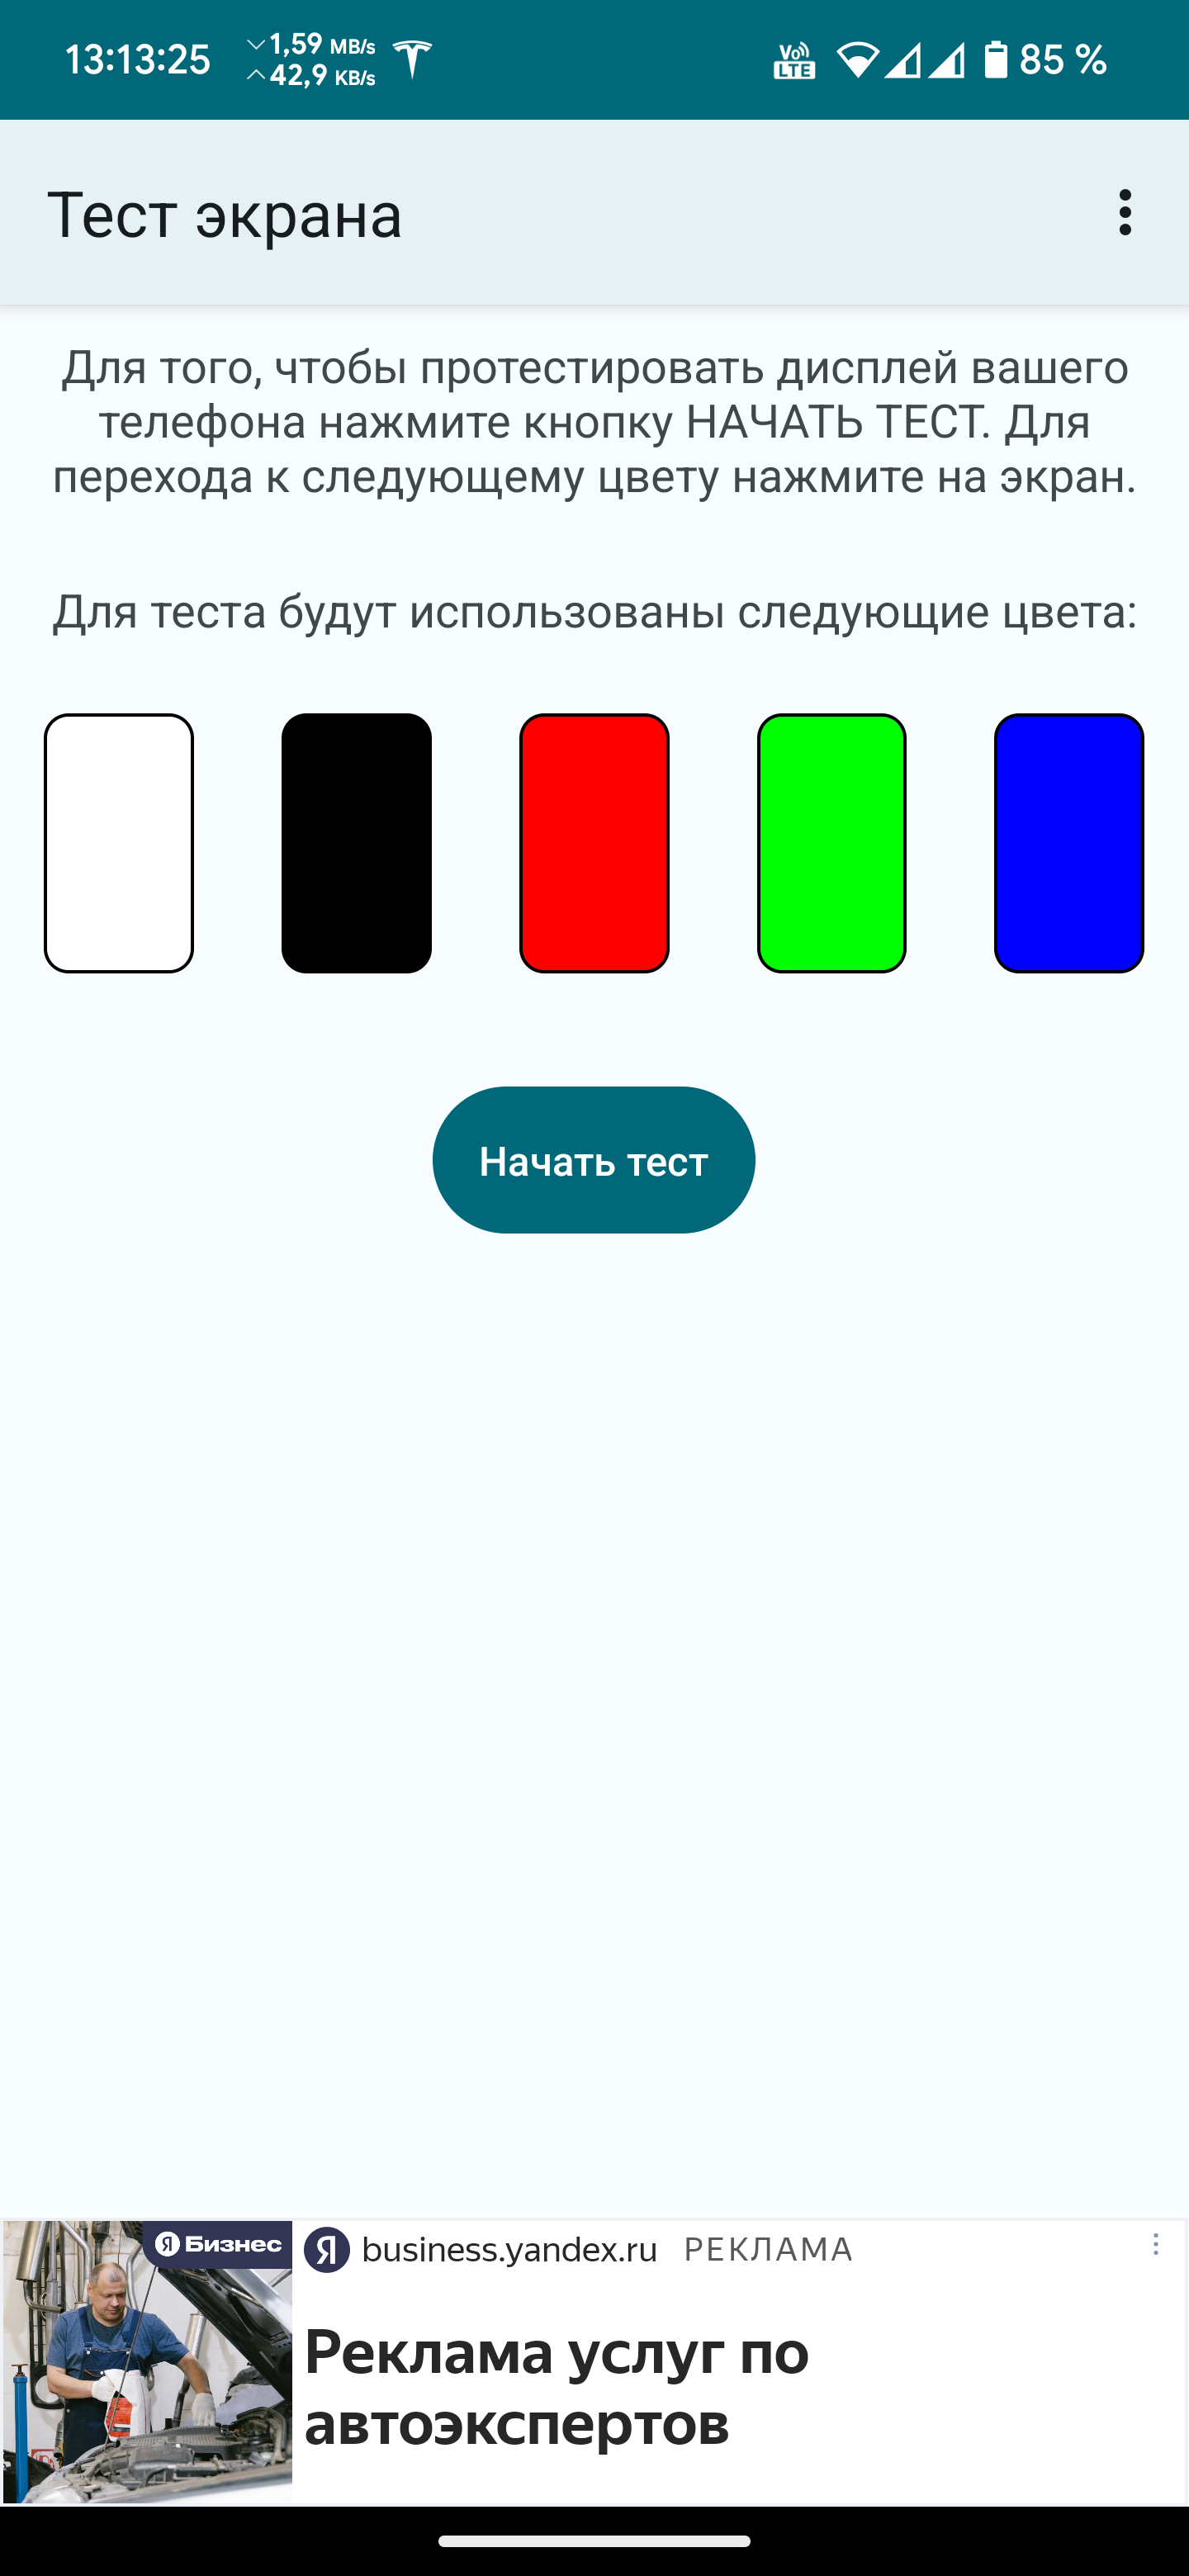 13:13:25
1,59 MB/s
42,9 KB/s
Vo LTE
85 %
Тест экрана
Для того, чтобы протестировать дисплей вашего
телефона нажмите кнопку НАЧАТЬ ТЕСТ. Для
перехода к следующему цвету нажмите на экран.
Для теста будут использованы следующие цвета:
Начать тест
Я Бизнес
Я business.yandex.ru РЕКЛАМА
Реклама услуг по
автоэкспертов